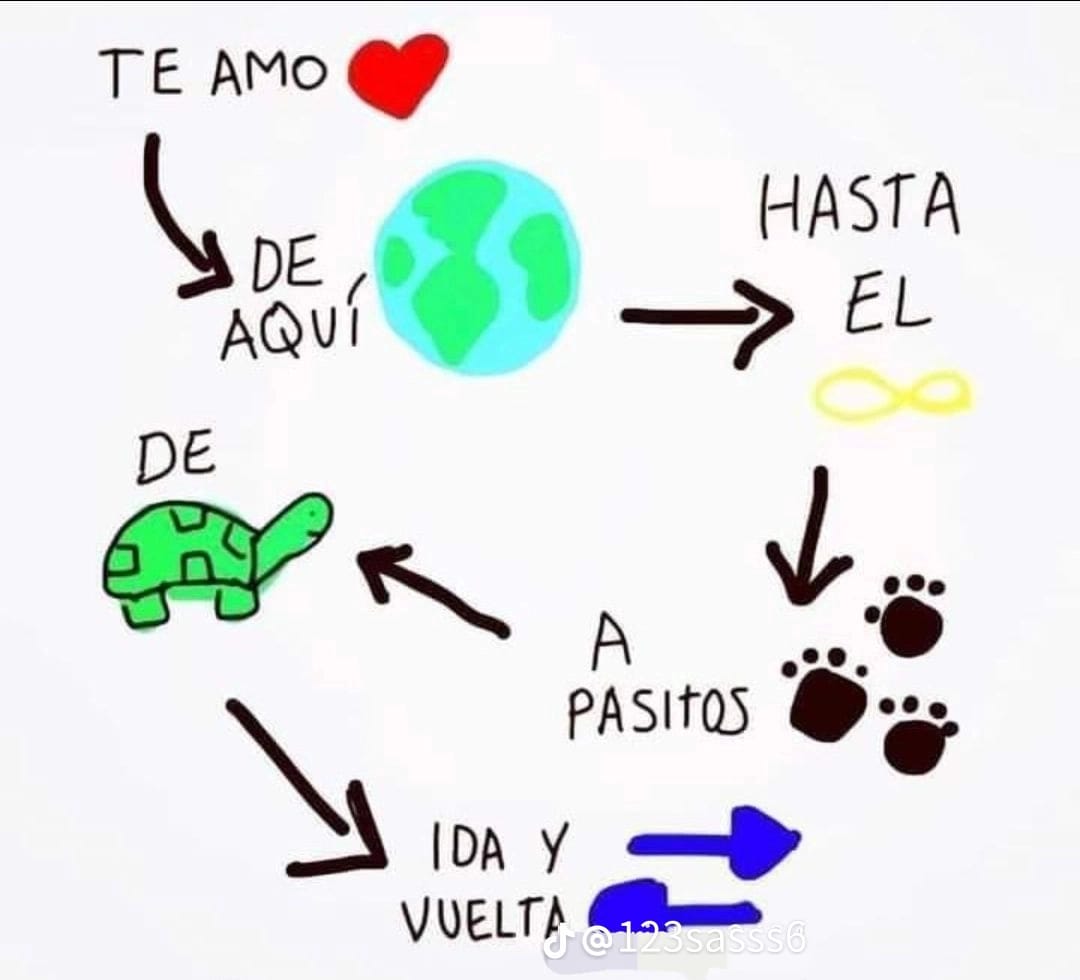 TE AMO
DE
AQUÍ
HASTA
EL
A
PASITOS
DE
IDA Y
VUELTA
@123sasss6